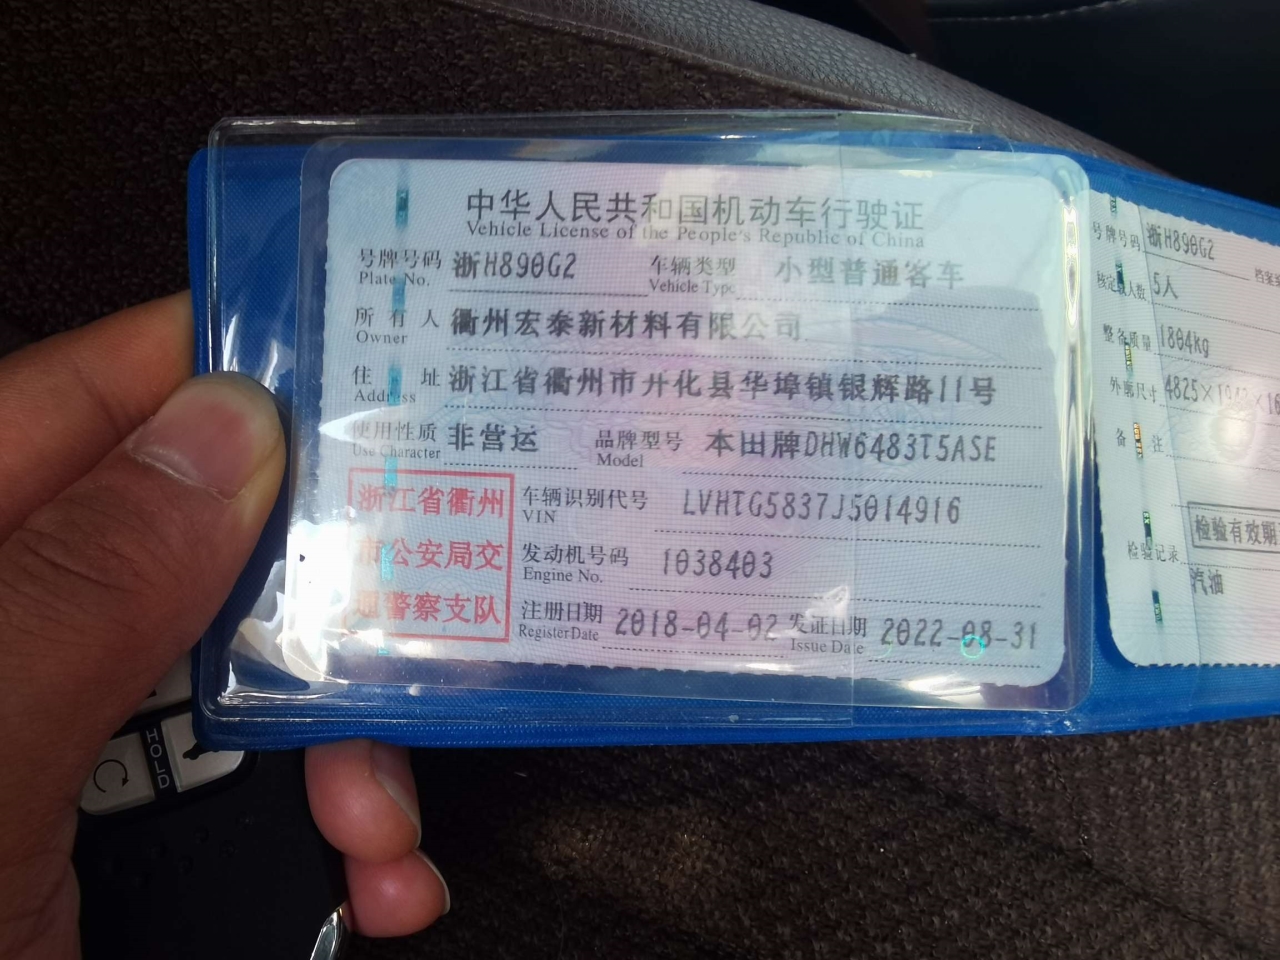 中华人民共和国机动车行驶证
Vehicle License of the People's Republic of China
号牌号码 浙H890G2 车辆类型 小型普通客车
Plate No. Vehicle Type
所有人 衢州宏泰新材料有限公司
Owner
住址 浙江省衢州市开化县华埠镇银辉路11号
Address
使用性质 非营运 品牌型号 本田牌DHW6483T5ASE
Use Character Model
浙江省衢州
市公安局交
通警察支队
车辆识别代号 LVHTG5837J5014916
VIN
发动机号码 1038403
Engine No.
注册日期 2018-04-02 发证日期 2022-08-31
Register Date Issue Date
号牌号码 浙H890G2
核定载人数 5人
整备质量 1804kg
外廓尺寸 4825×
备注
检验有效期
检验记录
汽油
HOLD